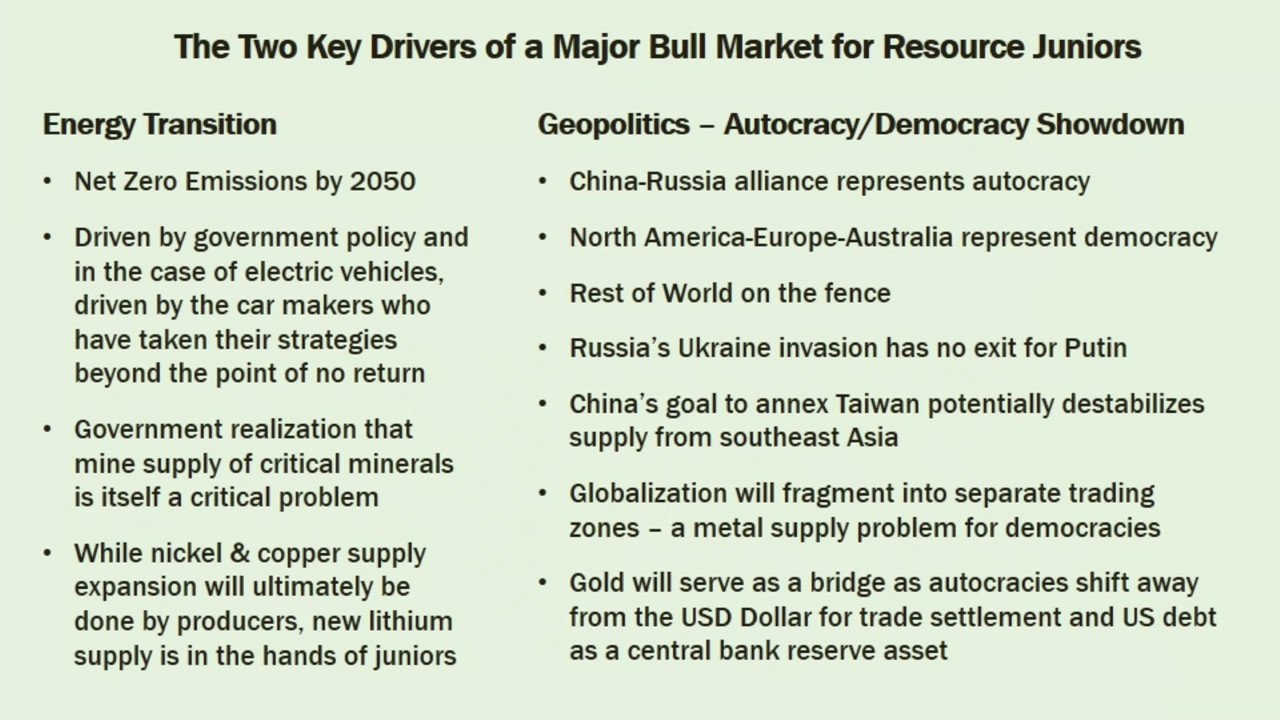 The Two Key Drivers of a Major Bull Market for Resource Juniors
Energy Transition
• Net Zero Emissions by 2050
• Driven by government policy and
in the case of electric vehicles,
driven by the car makers who
have taken their strategies
beyond the point of no return
• Government realization that
mine supply of critical minerals
is itself a critical problem
• While nickel & copper supply
expansion will ultimately be
done by producers, new lithium
supply is in the hands of juniors
Geopolitics – Autocracy/Democracy Showdown
• China-Russia alliance represents autocracy
• North America-Europe-Australia represent democracy
• Rest of World on the fence
• Russia’s Ukraine invasion has no exit for Putin
• China’s goal to annex Taiwan potentially destabilizes
supply from southeast Asia
• Globalization will fragment into separate trading
zones – a metal supply problem for democracies
• Gold will serve as a bridge as autocracies shift away
from the USD Dollar for trade settlement and US debt
as a central bank reserve asset